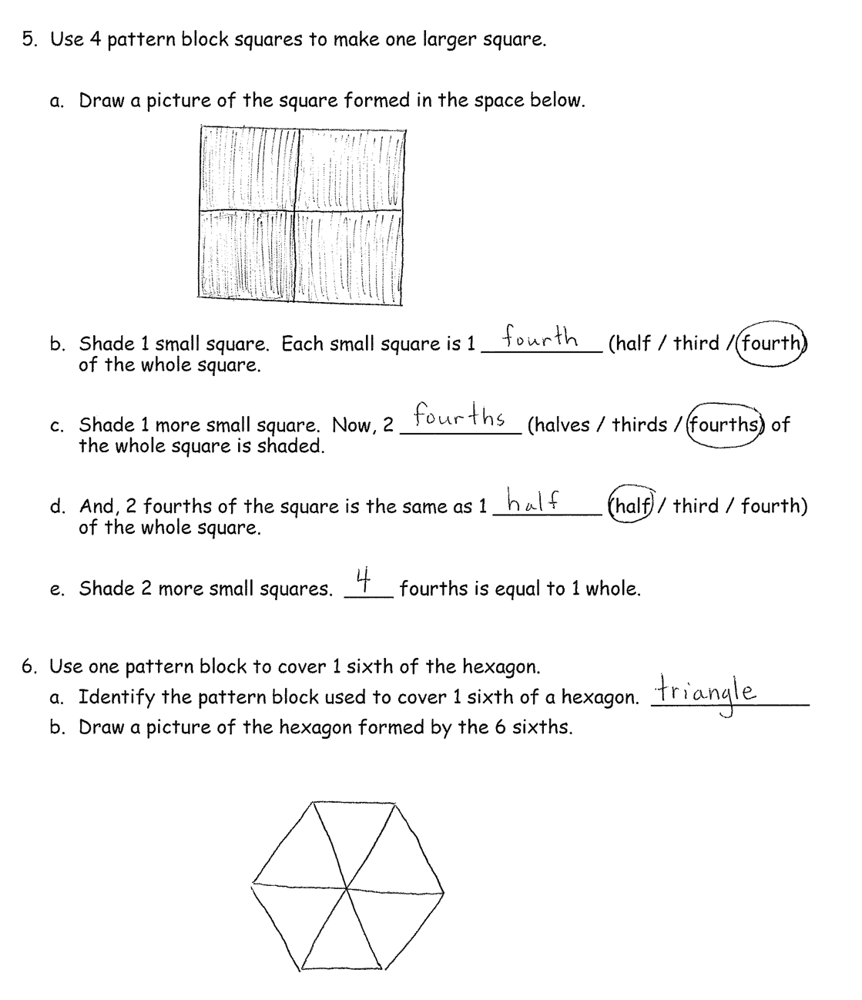 5. Use 4 pattern block squares to make one larger square.
a. Draw a picture of the square formed in the space below.
b. Shade 1 small square. Each small square is 1 fourth (half / third / fourth)
of the whole square.
c. Shade 1 more small square. Now, 2 fourths (halves / thirds / fourths) of
the whole square is shaded.
d. And, 2 fourths of the square is the same as 1 half (half / third / fourth)
of the whole square.
e. Shade 2 more small squares. 4 fourths is equal to 1 whole.
6. Use one pattern block to cover 1 sixth of the hexagon.
a. Identify the pattern block used to cover 1 sixth of a hexagon. triangle
b. Draw a picture of the hexagon formed by the 6 sixths.